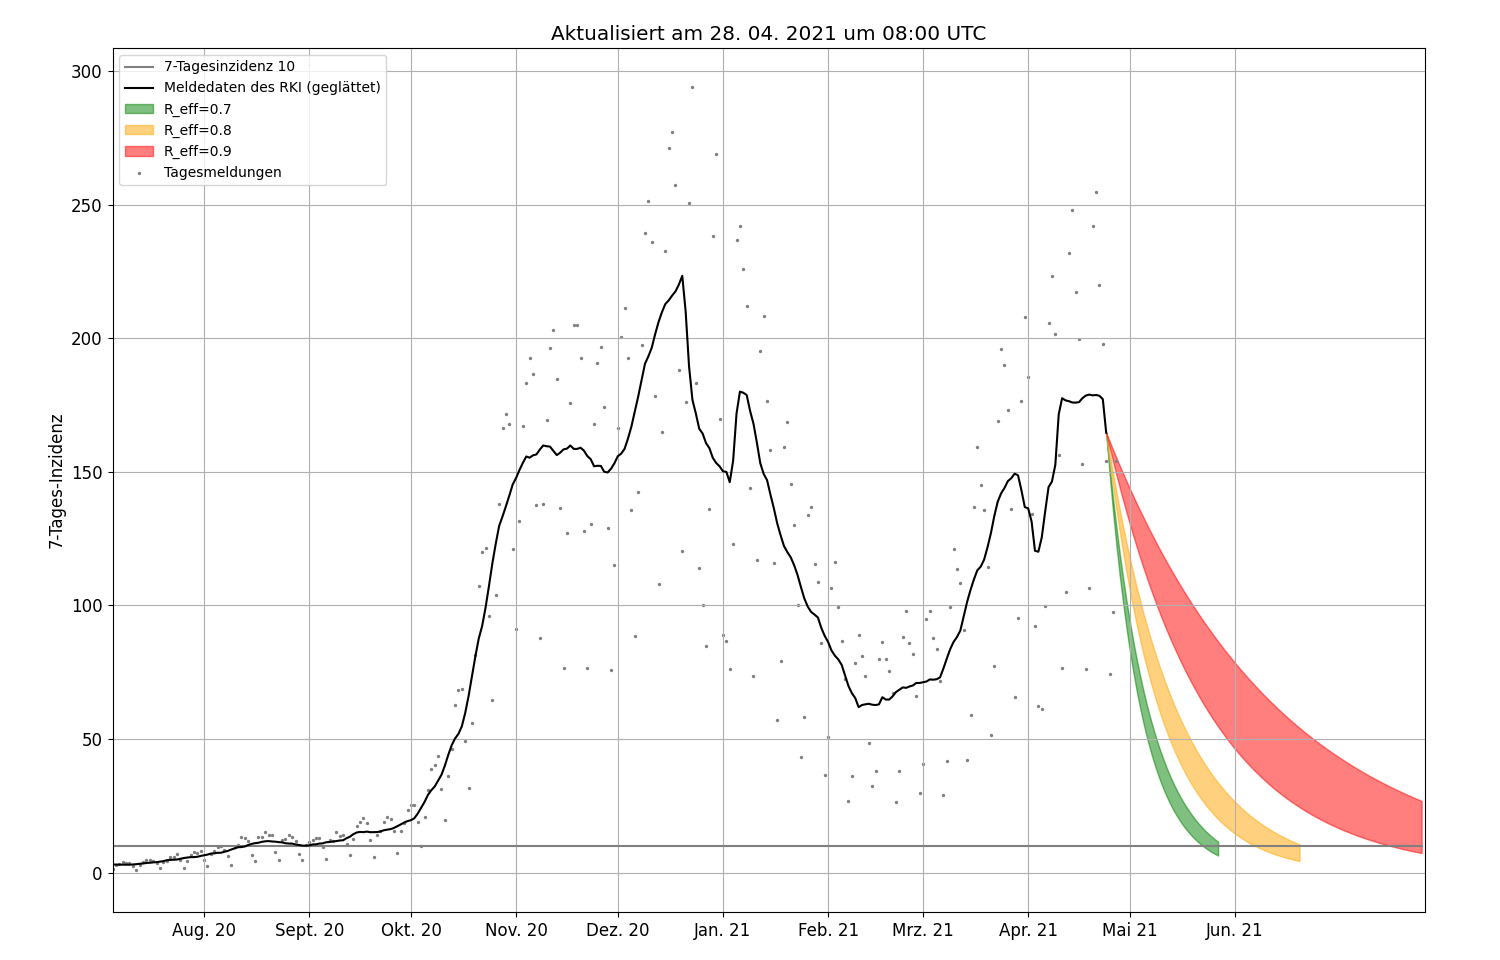 Aktualisiert am 28. 04. 2021 um 08:00 UTC
7-Tagesinzidenz 10
Meldedaten des RKI (geglättet)
R_eff=0.7
R_eff=0.8
R_eff=0.9
Tagesmeldungen
7-Tages-Inzidenz
300
250
200
150
100
50
0
Aug. 20 Sept. 20 Okt. 20 Nov. 20 Dez. 20 Jan. 21 Feb. 21 Mrz. 21 Apr. 21 Mai 21 Jun. 21